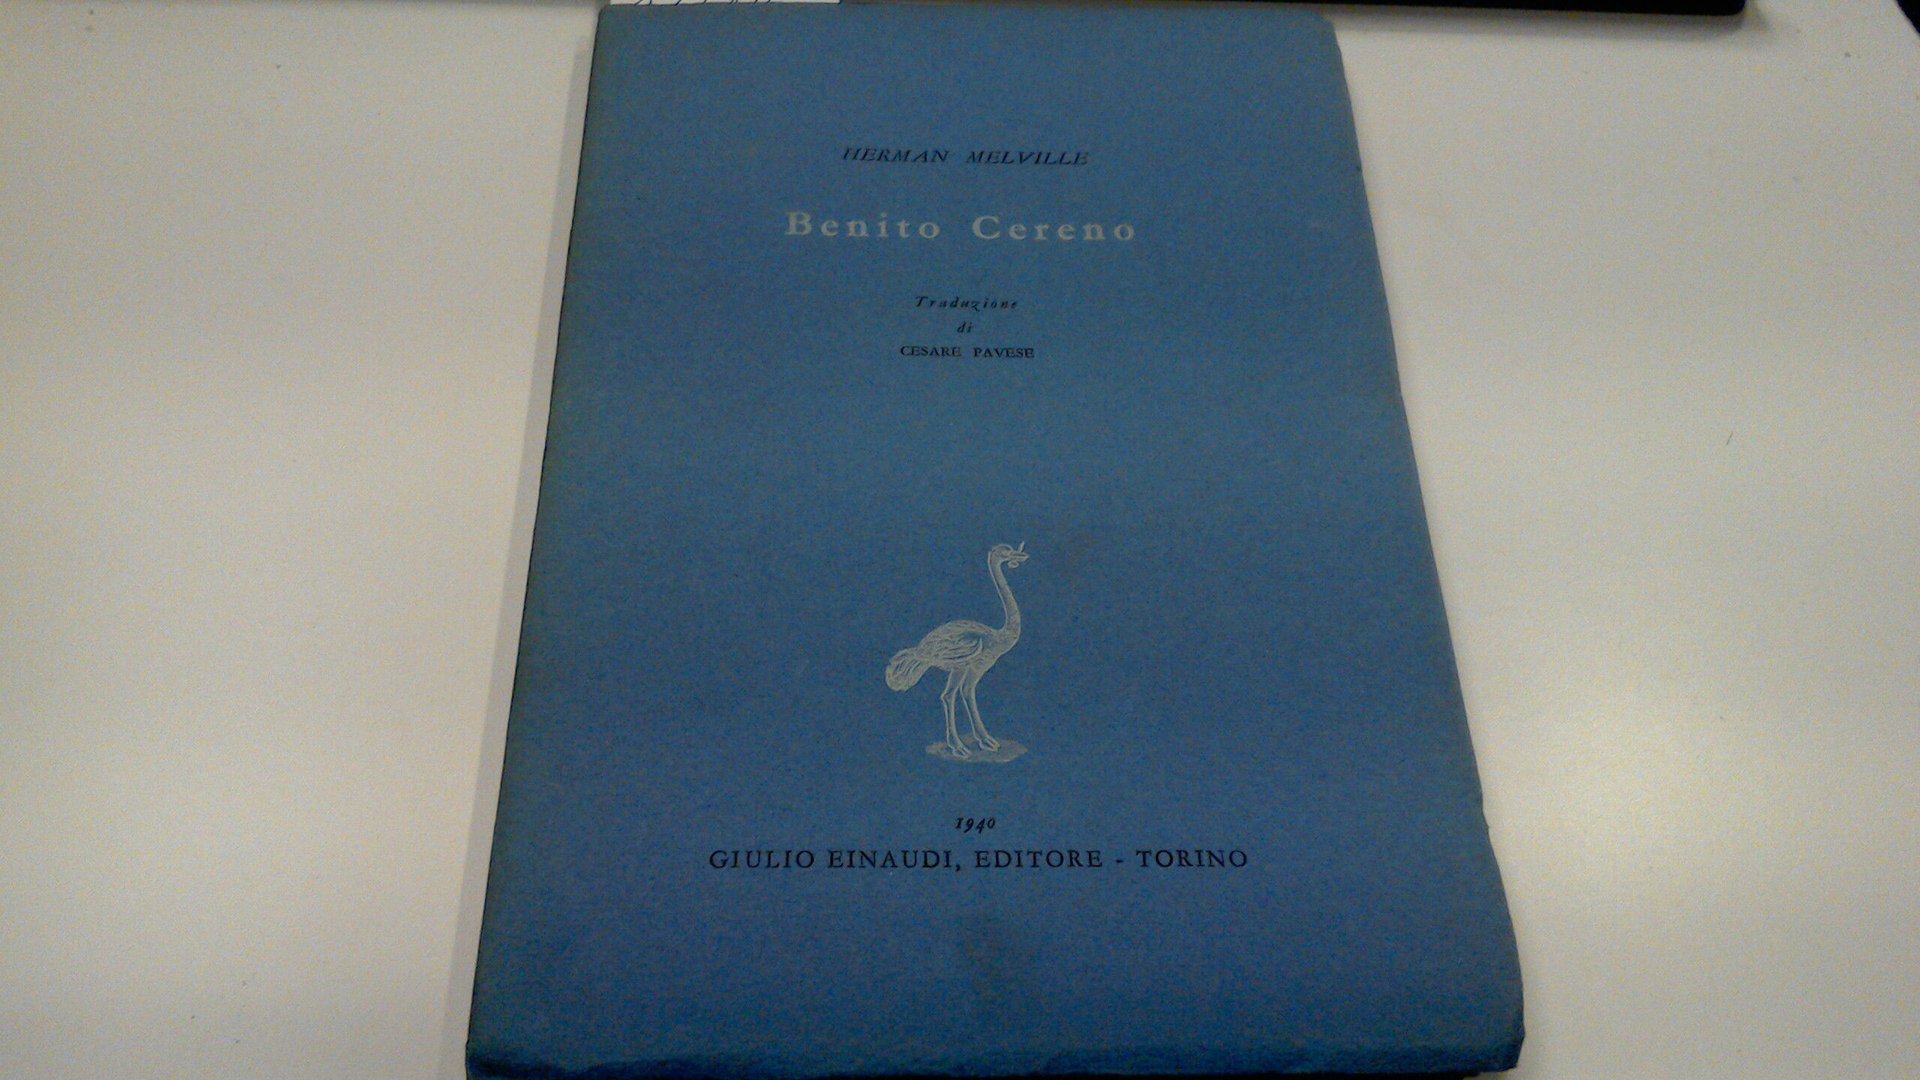 HERMAN MELVILLE
Benito Cereno
Traduzione
di
CESARE PAVESE
1940
GIULIO EINAUDI, EDITORE - TORINO